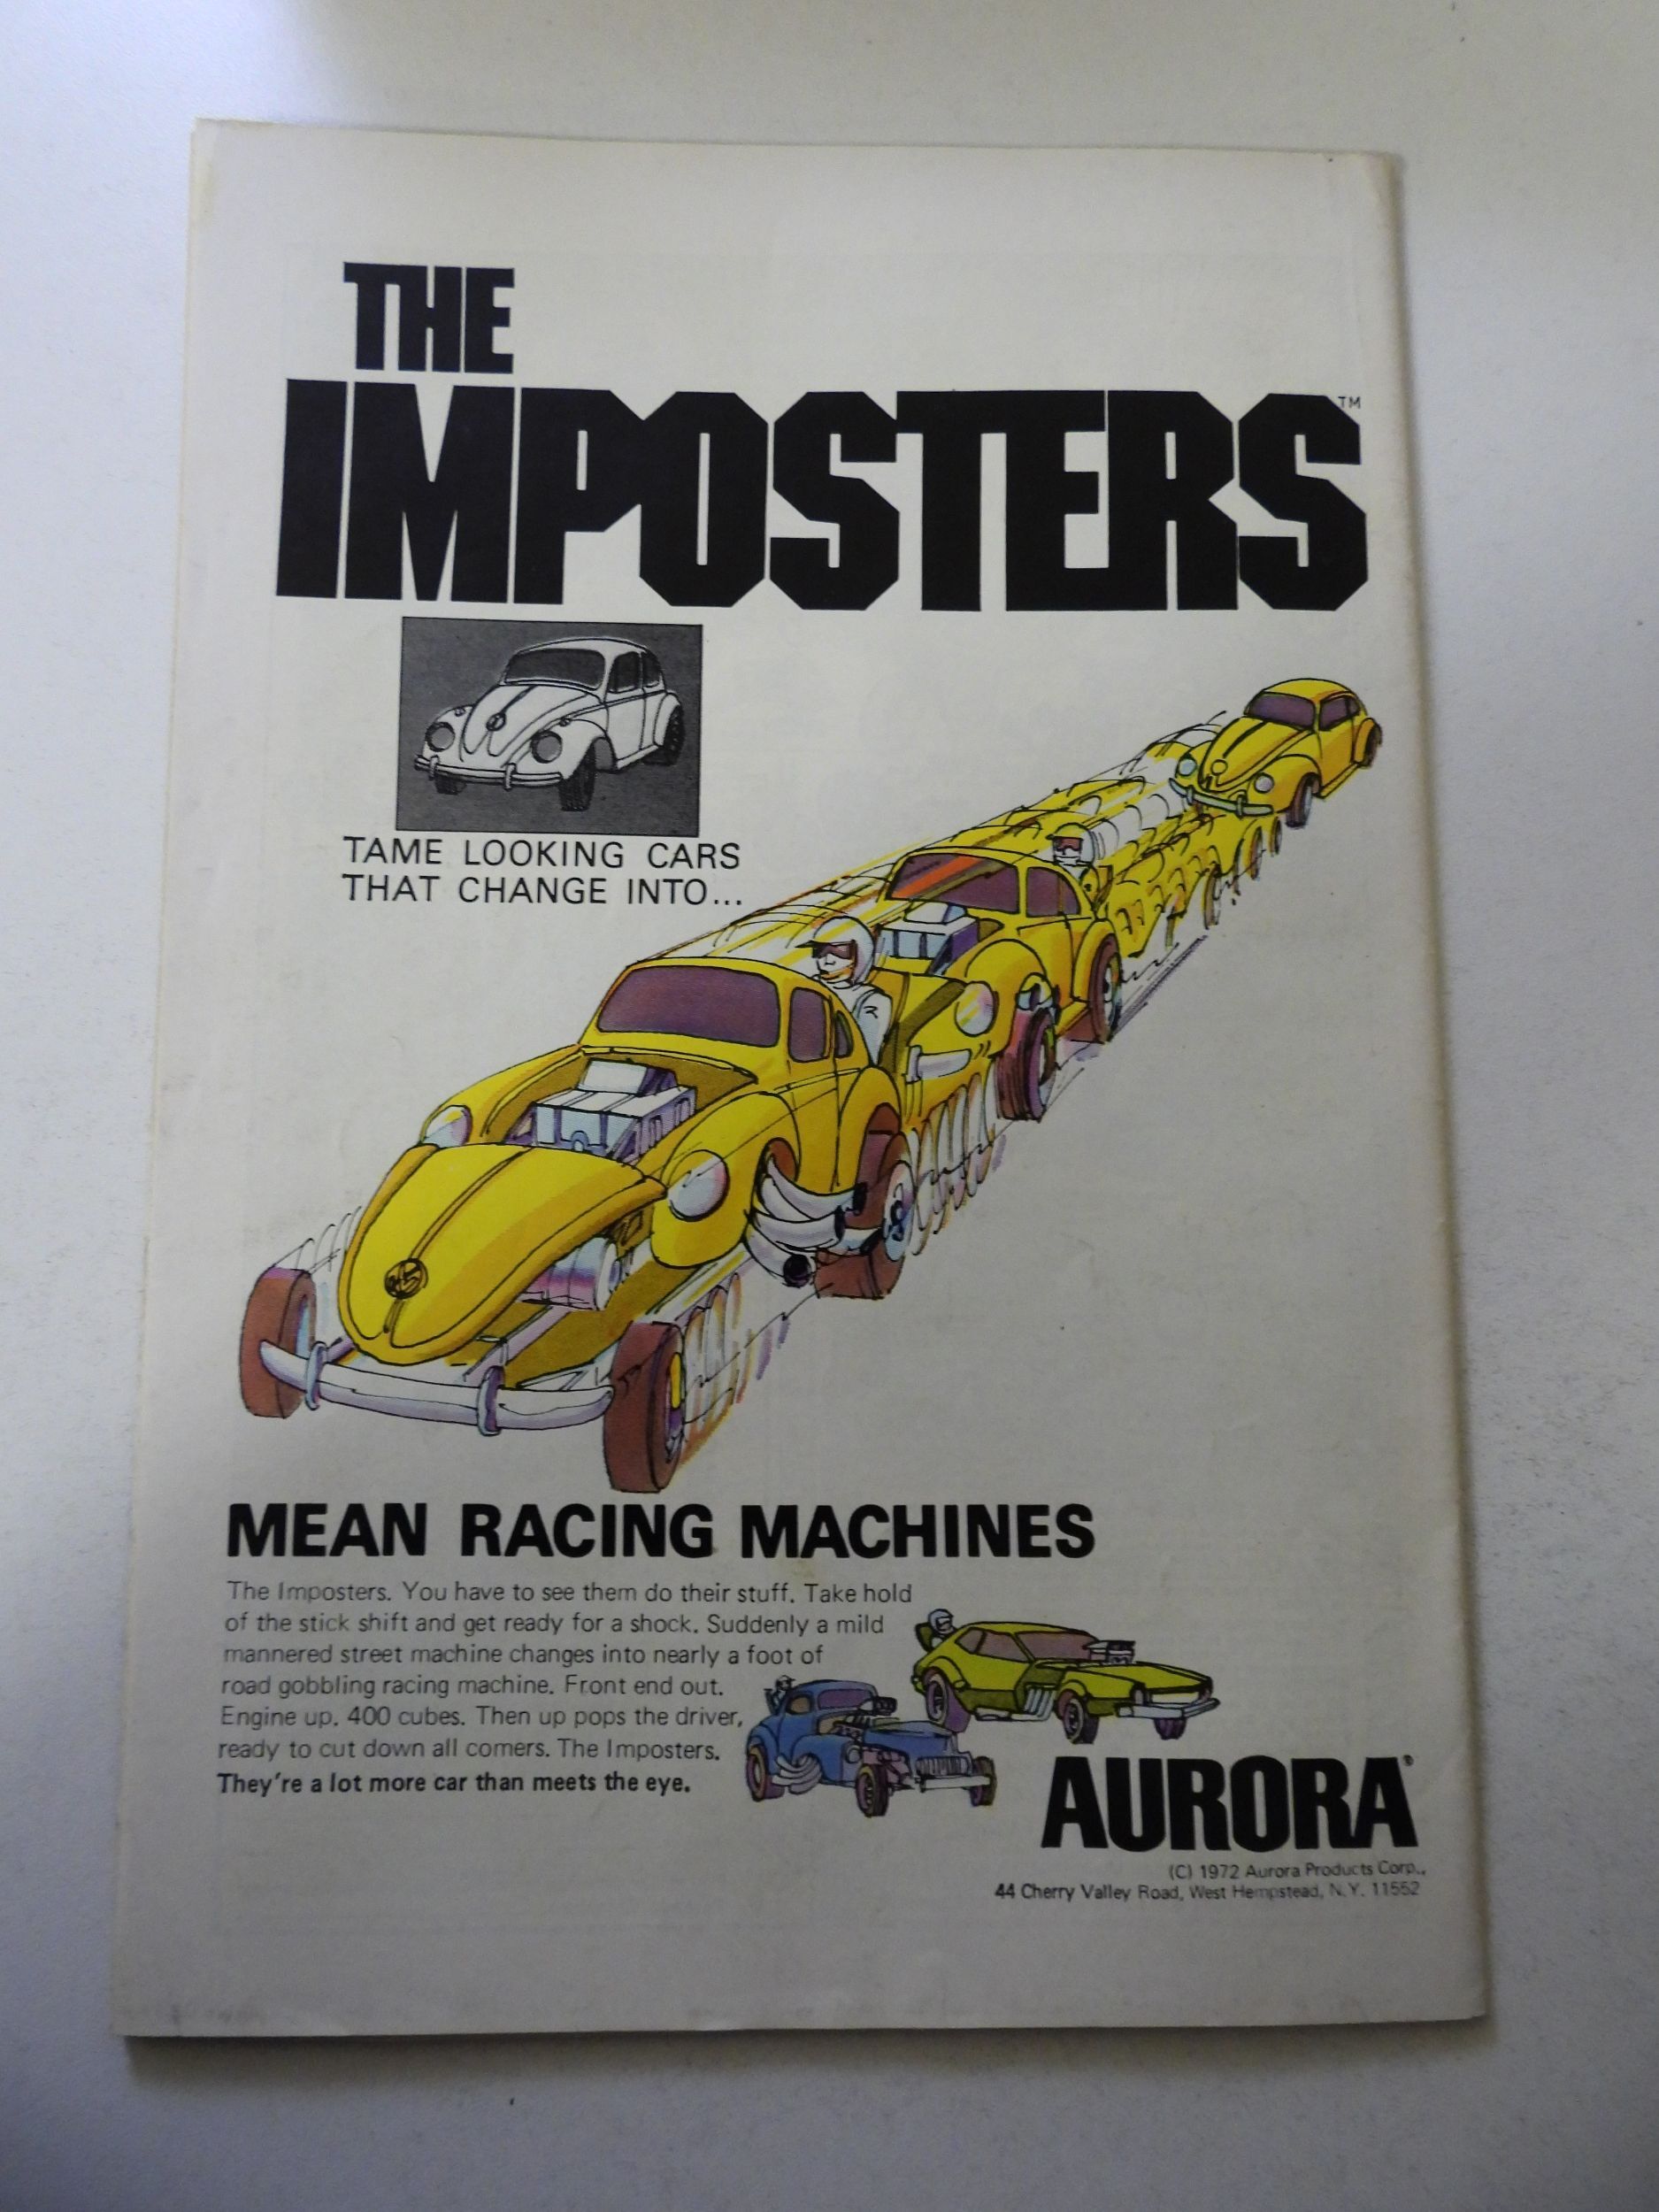 THE
IMPOSTERS™
TAME LOOKING CARS
THAT CHANGE INTO...
MEAN RACING MACHINES
The Imposters. You have to see them do their stuff. Take hold
of the stick shift and get ready for a shock. Suddenly a mild
mannered street machine changes into nearly a foot of
road gobbling racing machine. Front end out.
Engine up. 400 cubes. Then up pops the driver,
ready to cut down all comers. The Imposters.
They're a lot more car than meets the eye.
AURORA®
(C) 1972 Aurora Products Corp.,
44 Cherry Valley Road, West Hempstead, N.Y. 11552